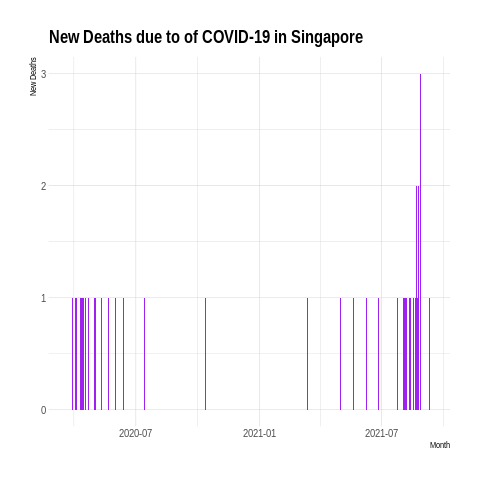 New Deaths due to of COVID-19 in Singapore
New Deaths
3
2
1
0
2020-07
2021-01
2021-07
Month